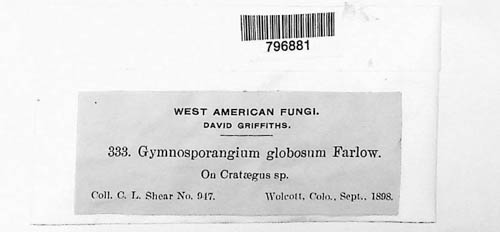 796881
WEST AMERICAN FUNGI.
DAVID GRIFFITHS.
333. Gymnosporangium globosum Farlow.
On Cratægus sp.
Coll. C. L. Shear No. 947. Wolcott, Colo., Sept., 1898.